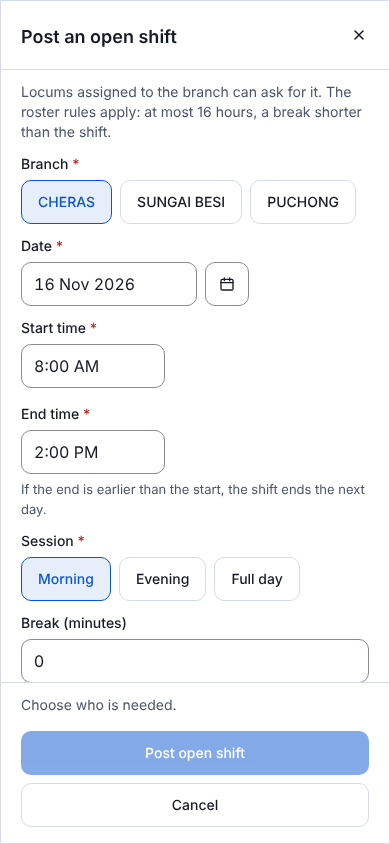 Post an open shift
Locums assigned to the branch can ask for it. The
roster rules apply: at most 16 hours, a break shorter
than the shift.
Branch *
CHERAS
SUNGAI BESI
PUCHONG
Date *
16 Nov 2026
Start time *
8:00 AM
End time *
2:00 PM
If the end is earlier than the start, the shift ends the next
day.
Session *
Morning
Evening
Full day
Break (minutes)
0
Choose who is needed.
Post open shift
Cancel